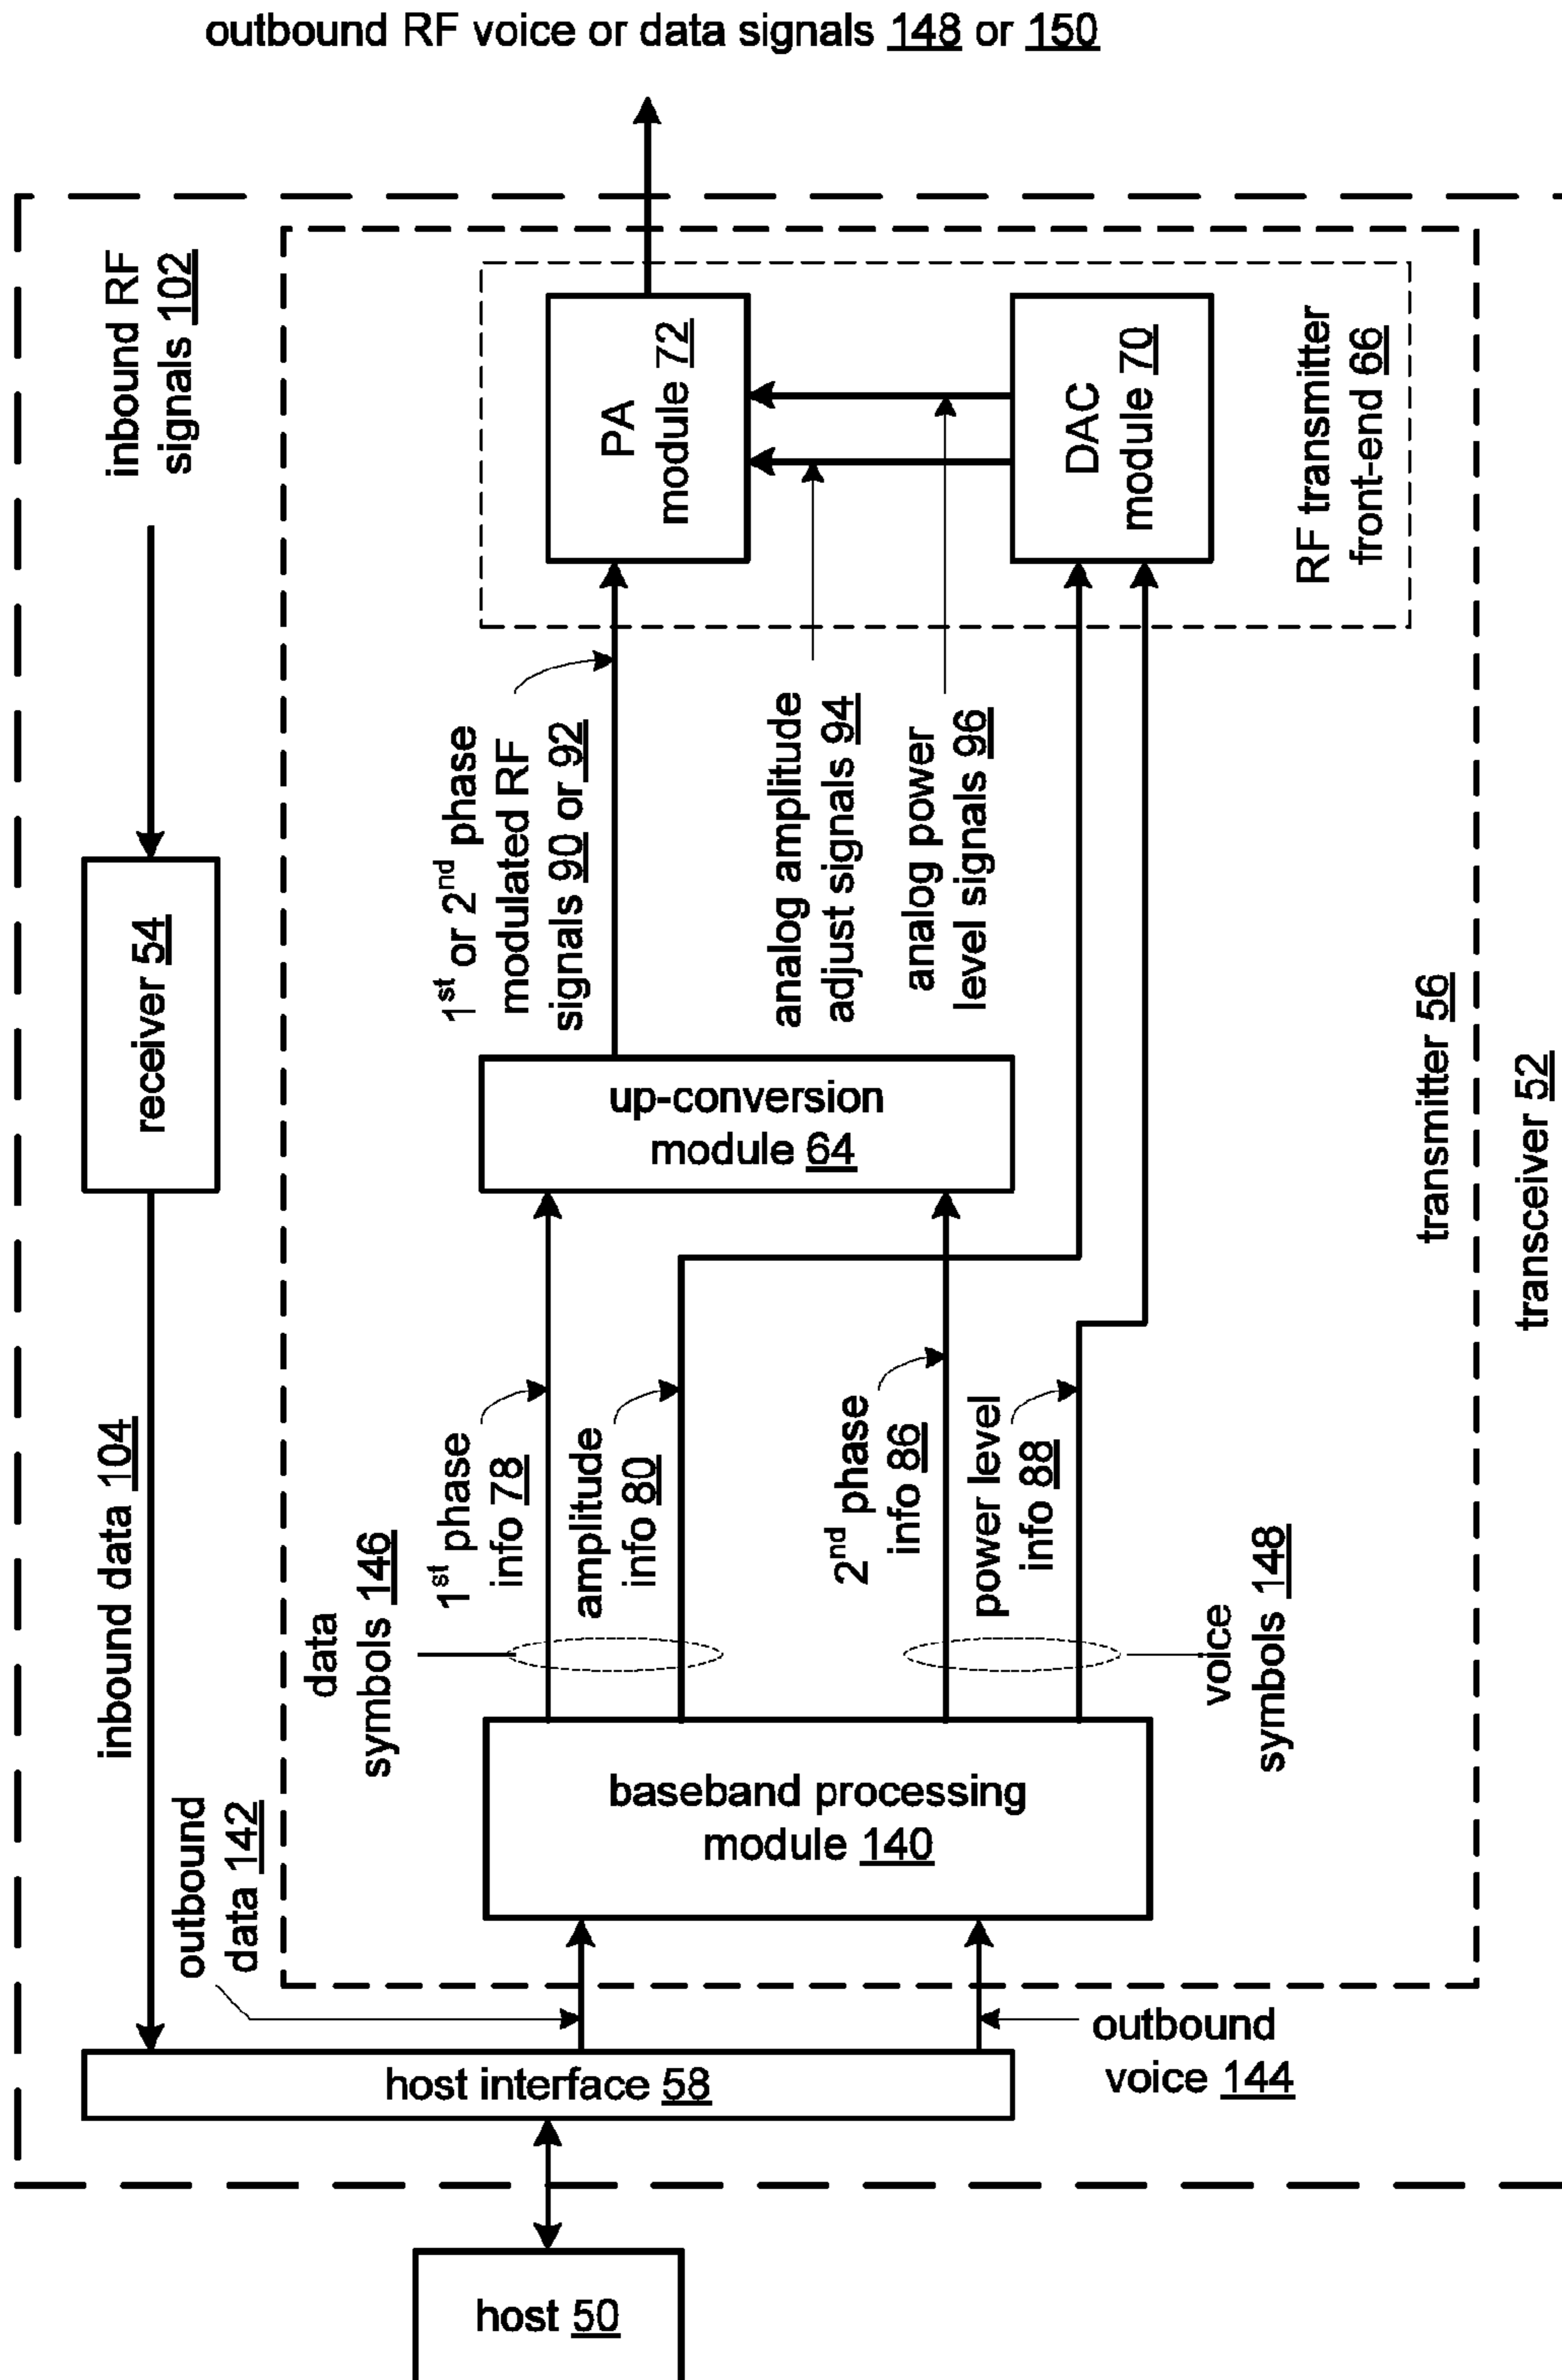 outbound RF voice or data signals 148 or 150
inbound RF
signals 102
PA
module 72
DAC
module 70
RF transmitter
front-end 66
1st or 2nd phase
modulated RF
signals 90 or 92
analog amplitude
adjust signals 94
analog power
level signals 96
receiver 54
up-conversion
module 64
transmitter 56
transceiver 52
inbound data 104
1st phase
info 78
amplitude
info 80
2nd phase
info 86
power level
info 88
data
symbols 146
voice
symbols 148
baseband processing
module 140
outbound
data 142
outbound
voice 144
host interface 58
host 50